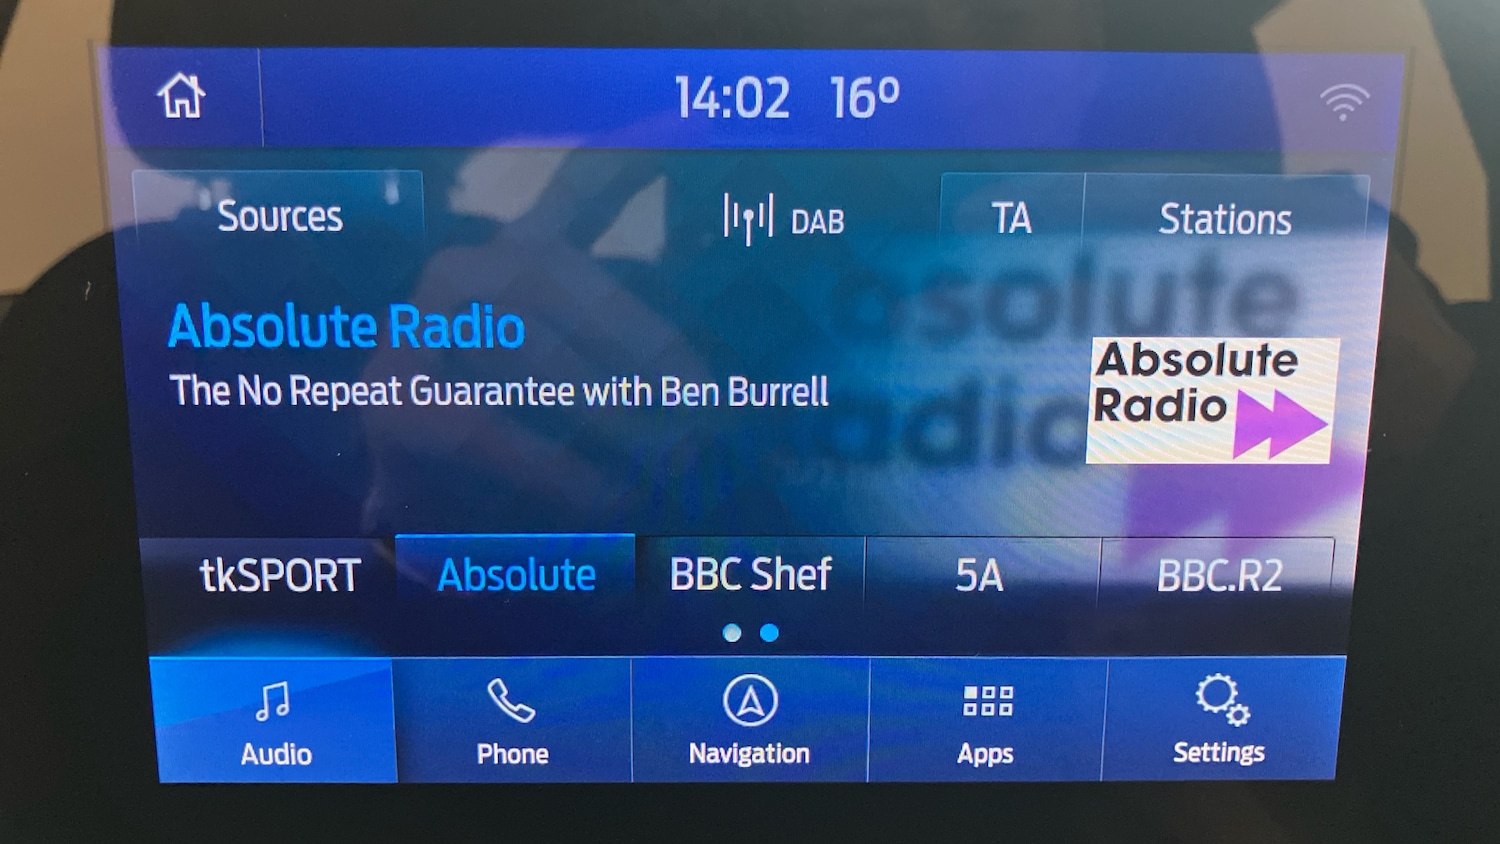 14:02 16º
Sources
DAB
TA
Stations
Absolute Radio
The No Repeat Guarantee with Ben Burrell
Absolute
Radio
tkSPORT
Absolute
BBC Shef
5A
BBC.R2
Audio
Phone
Navigation
Apps
Settings